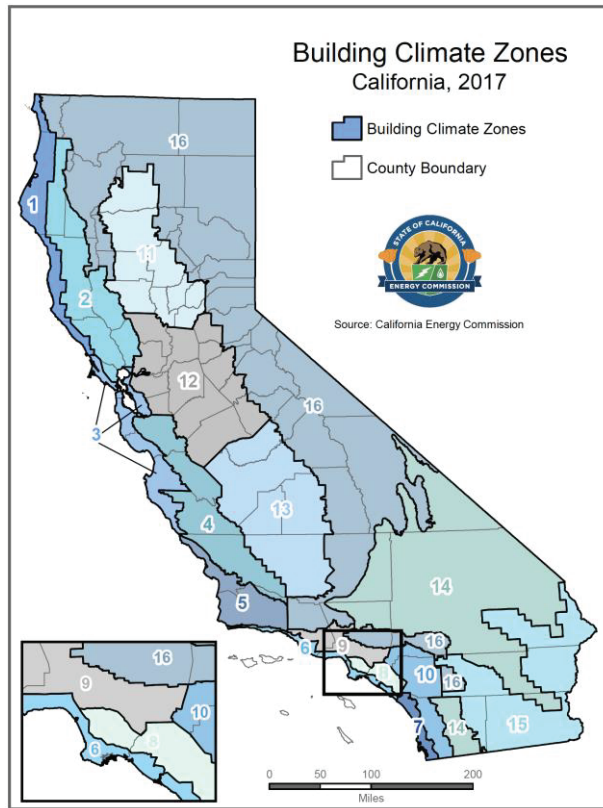 Building Climate Zones
California, 2017
Building Climate Zones
County Boundary
STATE OF CALIFORNIA
ENERGY COMMISSION
Source: California Energy Commission
16
1
11
2
12
16
3
13
4
14
5
6
9
16
8
10
16
7
14
15
16
9
10
6
8
0 50 100 200
Miles